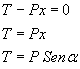 T − Px = 0
T = Px
T = P Sen α